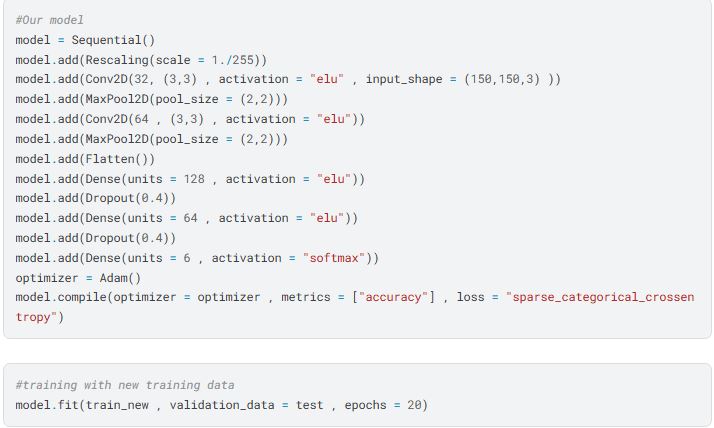 #Our model
model = Sequential()
model.add(Rescaling(scale = 1./255))
model.add(Conv2D(32, (3,3) , activation = "elu" , input_shape = (150,150,3) ))
model.add(MaxPool2D(pool_size = (2,2)))
model.add(Conv2D(64 , (3,3) , activation = "elu"))
model.add(MaxPool2D(pool_size = (2,2)))
model.add(Flatten())
model.add(Dense(units = 128 , activation = "elu"))
model.add(Dropout(0.4))
model.add(Dense(units = 64 , activation = "elu"))
model.add(Dropout(0.4))
model.add(Dense(units = 6 , activation = "softmax"))
optimizer = Adam()
model.compile(optimizer = optimizer , metrics = ["accuracy"] , loss = "sparse_categorical_crossen
tropy")
#training with new training data
model.fit(train_new , validation_data = test , epochs = 20)